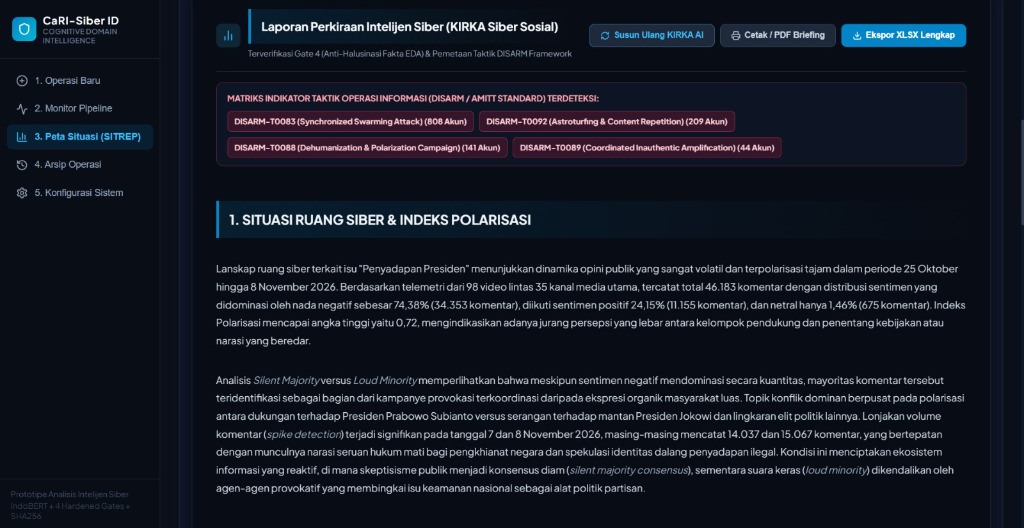 CaRI-Siber ID
COGNITIVE DOMAIN
INTELLIGENCE
1. Operasi Baru
2. Monitor Pipeline
3. Peta Situasi (SITREP)
4. Arsip Operasi
5. Konfigurasi Sistem
Prototipe Analisis Intelijen Siber
IndoBERT + 4 Hardened Gates +
SHA256
Laporan Perkiraan Intelijen Siber (KIRKA Siber Sosial)
Terverifikasi Gate 4 (Anti-Halusinasi Fakta EDA) & Pemetaan Taktik DISARM Framework
Susun Ulang KIRKA AI
Cetak / PDF Briefing
Ekspor XLSX Lengkap
MATRIKS INDIKATOR TAKTIK OPERASI INFORMASI (DISARM / AMITT STANDARD) TERDETEKSI:
DISARM-T0083 (Synchronized Swarming Attack) (808 Akun)
DISARM-T0092 (Astroturfing & Content Repetition) (209 Akun)
DISARM-T0088 (Dehumanization & Polarization Campaign) (141 Akun)
DISARM-T0089 (Coordinated Inauthentic Amplification) (44 Akun)
1. SITUASI RUANG SIBER & INDEKS POLARISASI
Lanskap ruang siber terkait isu "Penyadapan Presiden" menunjukkan dinamika opini publik yang sangat volatil dan terpolarisasi tajam dalam periode 25 Oktober
hingga 8 November 2026. Berdasarkan telemetri dari 98 video lintas 35 kanal media utama, tercatat total 46.183 komentar dengan distribusi sentimen yang
didominasi oleh nada negatif sebesar 74,38% (34.353 komentar), diikuti sentimen positif 24,15% (11.155 komentar), dan netral hanya 1,46% (675 komentar). Indeks
Polarisasi mencapai angka tinggi yaitu 0,72, mengindikasikan adanya jurang persepsi yang lebar antara kelompok pendukung dan penentang kebijakan atau
narasi yang beredar.
Analisis Silent Majority versus Loud Minority memperlihatkan bahwa meskipun sentimen negatif mendominasi secara kuantitas, mayoritas komentar tersebut
teridentifikasi sebagai bagian dari kampanye provokasi terkoordinasi daripada ekspresi organik masyarakat luas. Topik konflik dominan berpusat pada polarisasi
antara dukungan terhadap Presiden Prabowo Subianto versus serangan terhadap mantan Presiden Jokowi dan lingkaran elit politik lainnya. Lonjakan volume
komentar (spike detection) terjadi signifikan pada tanggal 7 dan 8 November 2026, masing-masing mencatat 14.037 dan 15.067 komentar, yang bertepatan
dengan munculnya narasi seruan hukum mati bagi pengkhianat negara dan spekulasi identitas dalang penyadapan ilegal. Kondisi ini menciptakan ekosistem
informasi yang reaktif, di mana skeptisisme publik menjadi konsensus diam (silent majority consensus), sementara suara keras (loud minority) dikendalikan oleh
agen-agen provokatif yang membingkai isu keamanan nasional sebagai alat politik partisan.